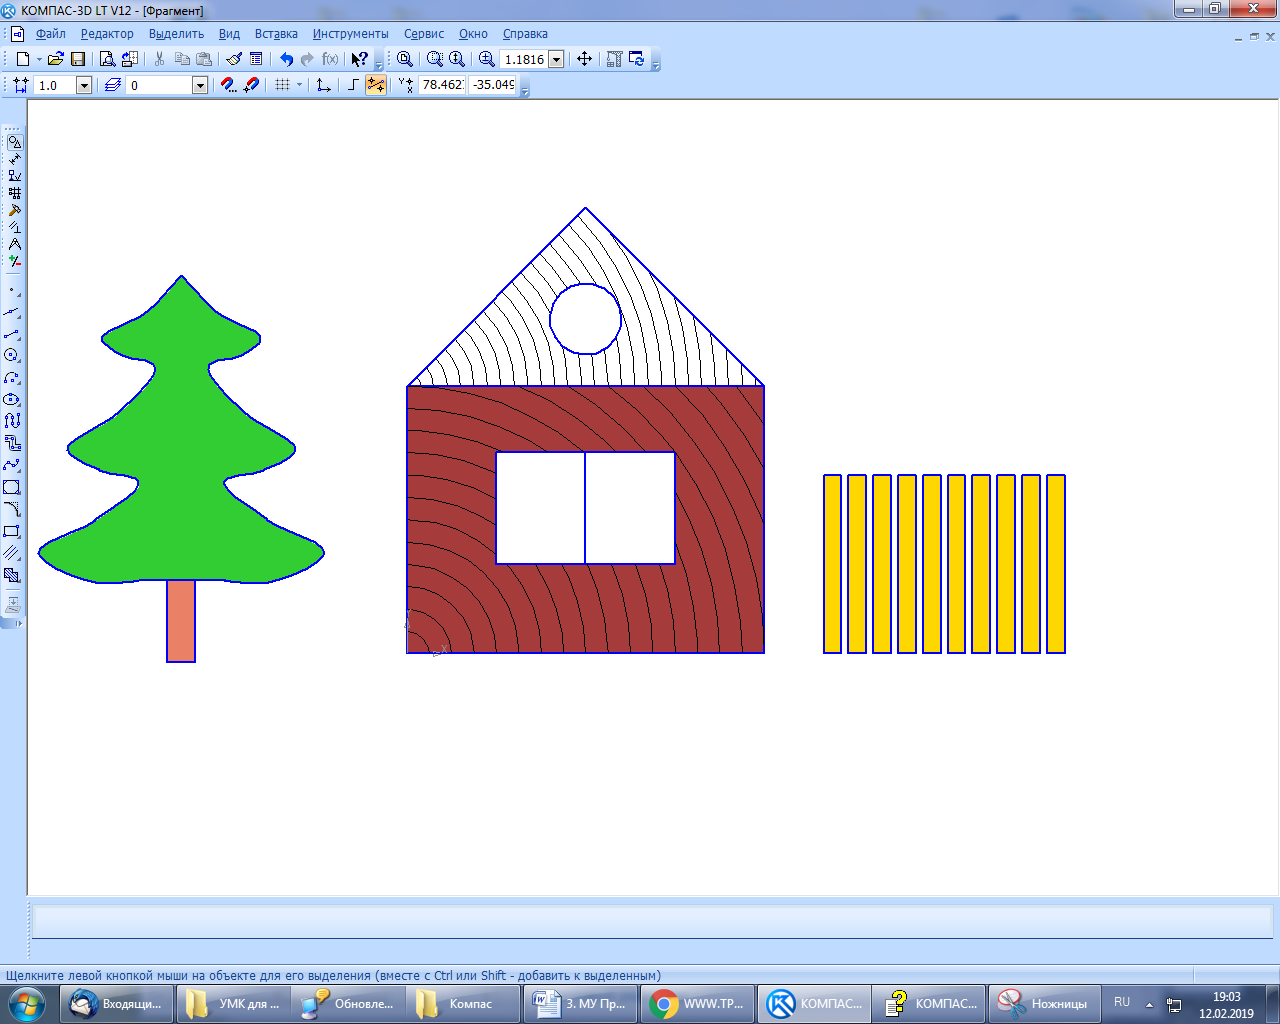 КОМПАС-3D LT V12 - [Фрагмент]
Файл Редактор Выделить Вид Вставка Инструменты Сервис Окно Справка
f(x) 1.1816
1.0 0 Y X 78.462 -35.049
X
Щелкните левой кнопкой мыши на объекте для его выделения (вместе с Ctrl или Shift - добавить к выделенным)
Входящи... УМК для ... Обновле... Компас 3. МУ Пр... WWW.TP... КОМПАС... КОМПАС... Ножницы RU 19:03
12.02.2019